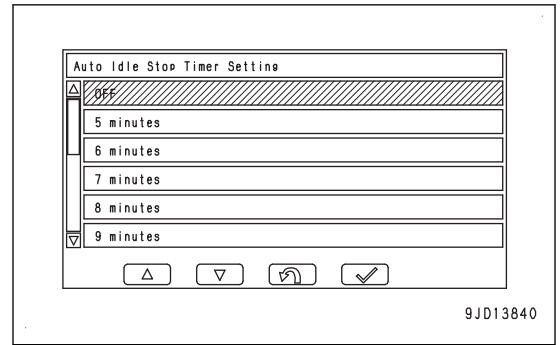 Auto Idle Stop Timer Setting
OFF
5 minutes
6 minutes
7 minutes
8 minutes
9 minutes
9JD13840